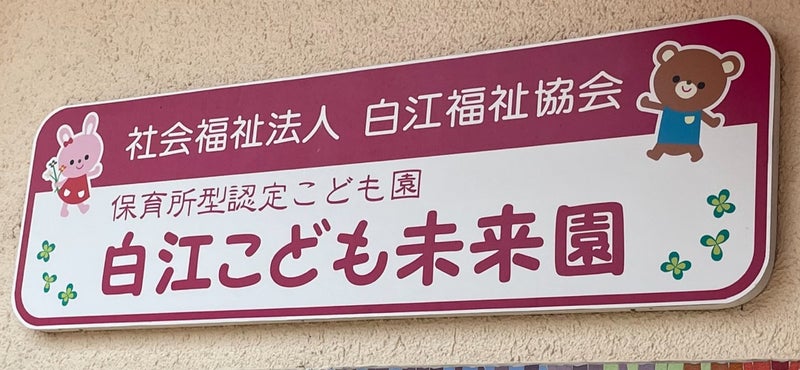 社会福祉法人 白江福祉協会
保育所型認定こども園
白江こども未来園